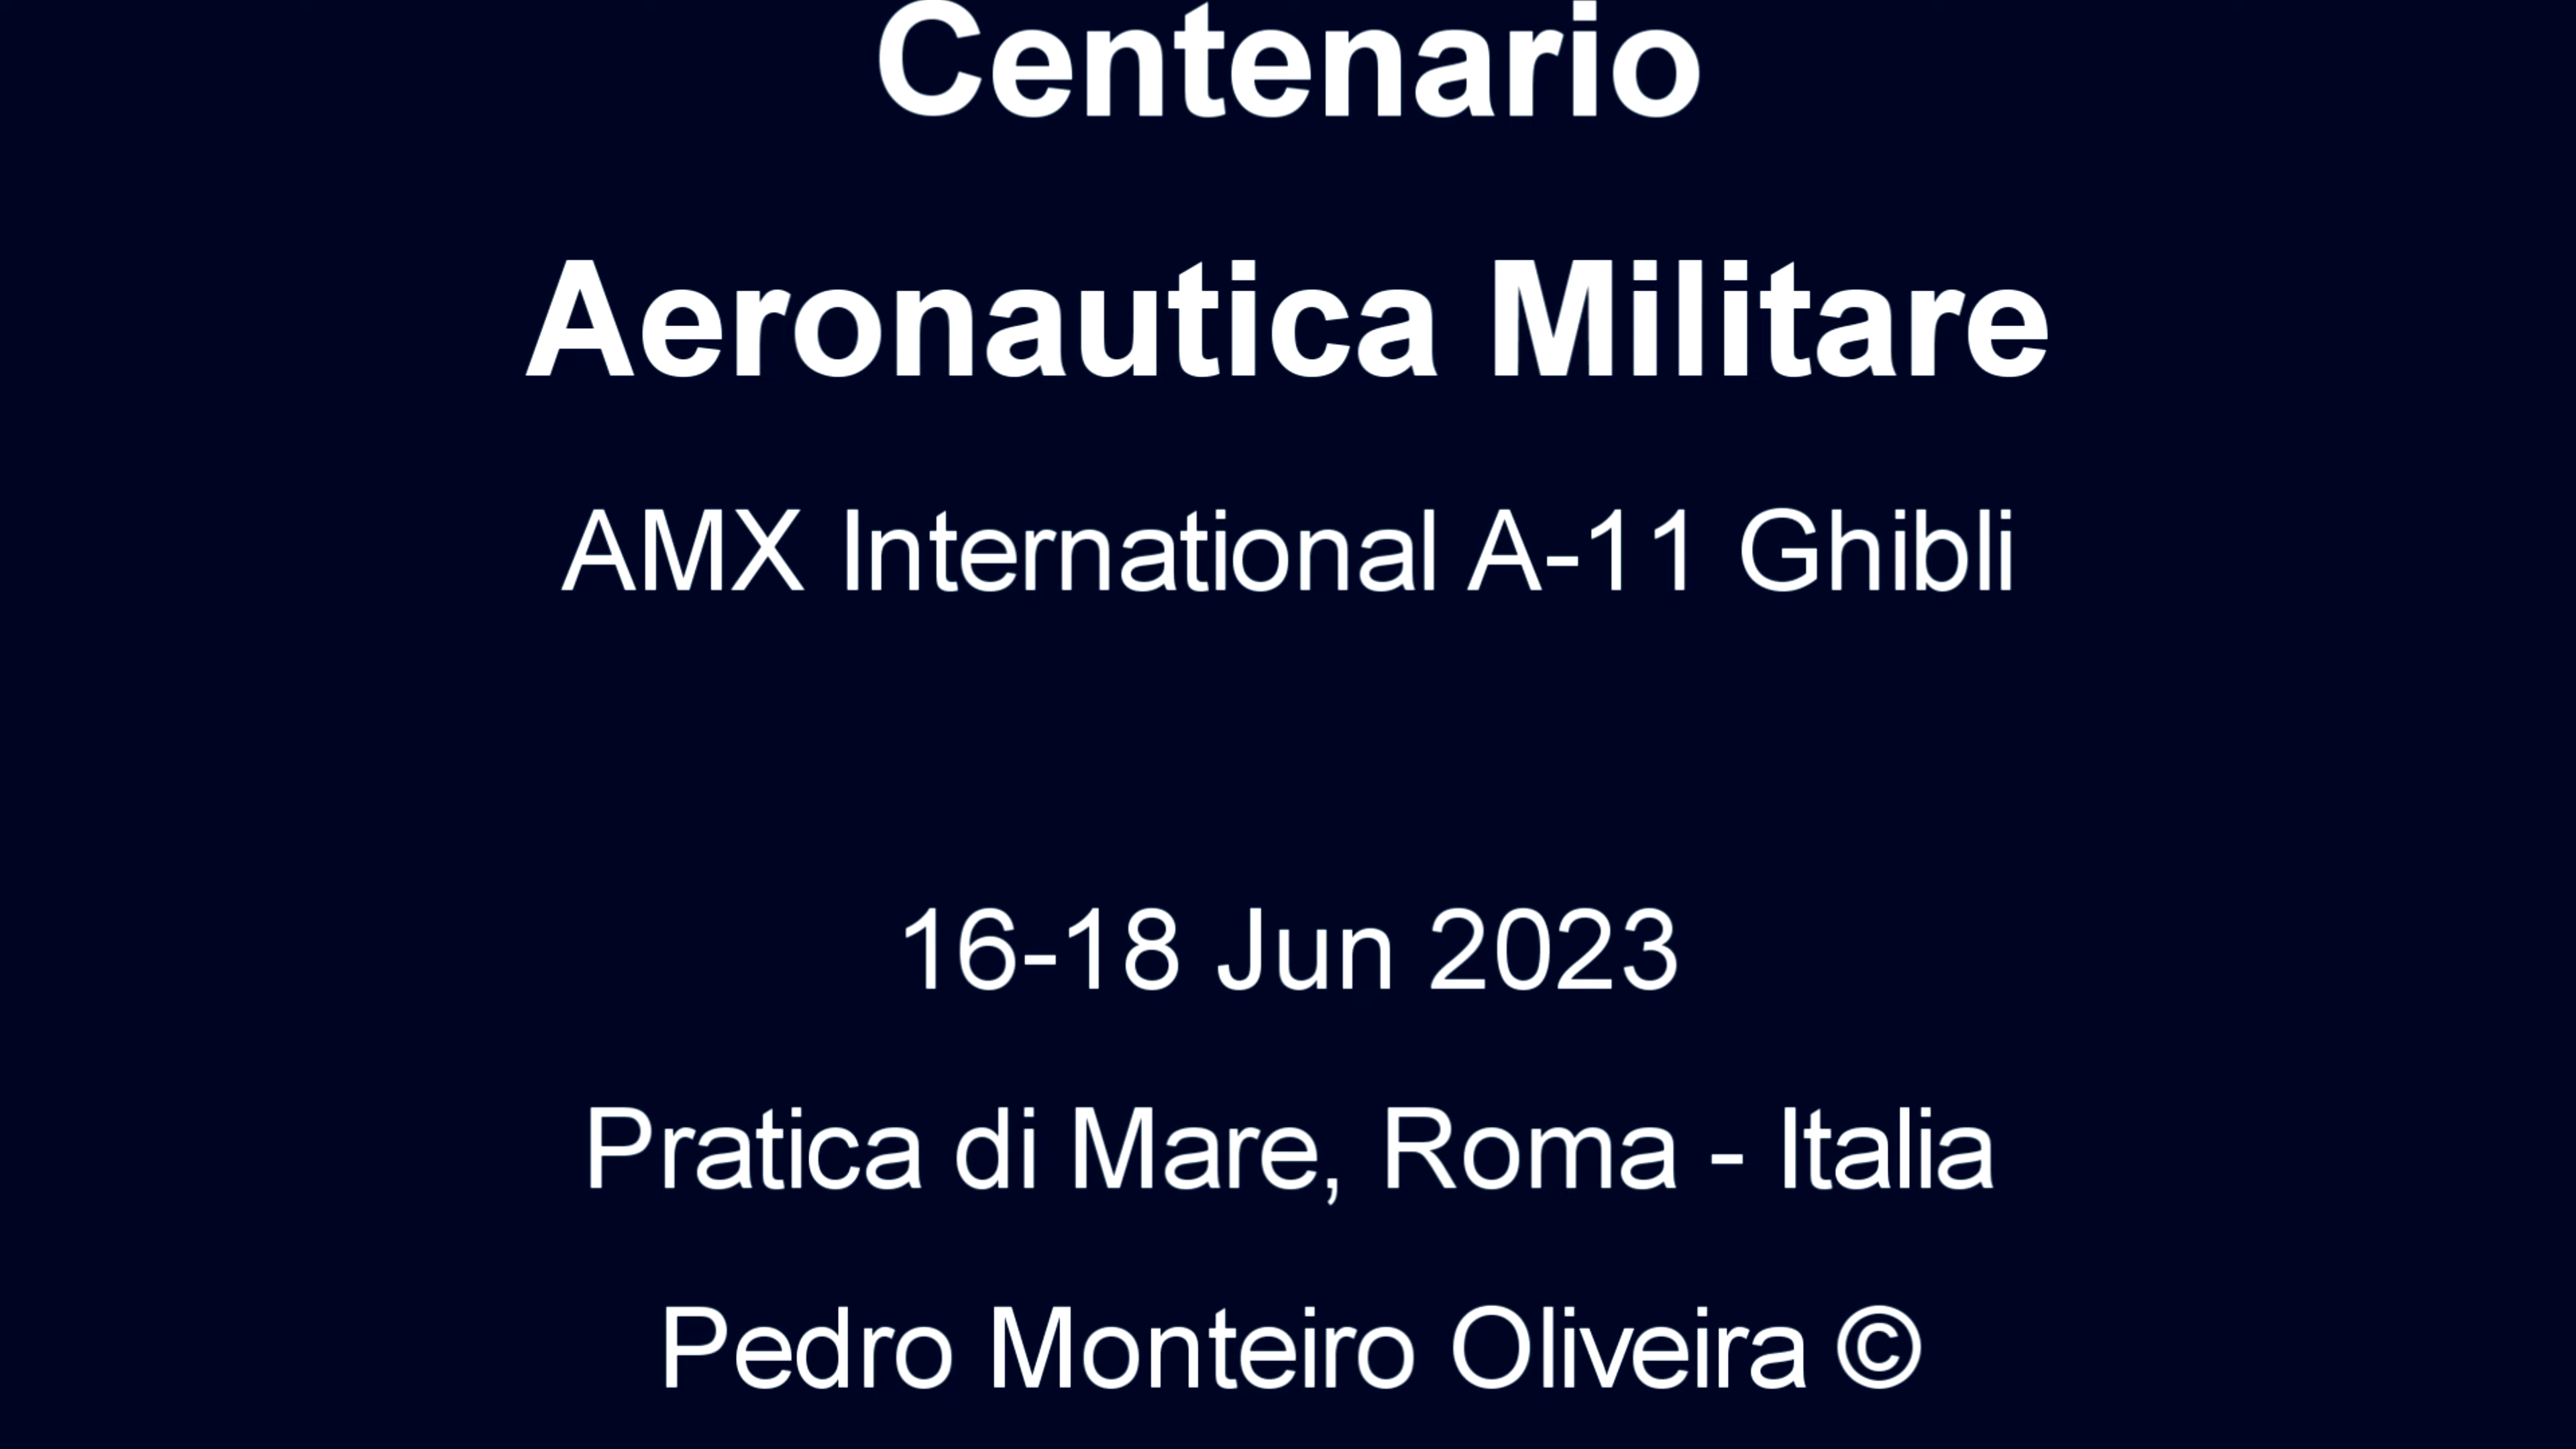 Centenario
Aeronautica Militare
AMX International A-11 Ghibli
16-18 Jun 2023
Pratica di Mare, Roma - Italia
Pedro Monteiro Oliveira ©